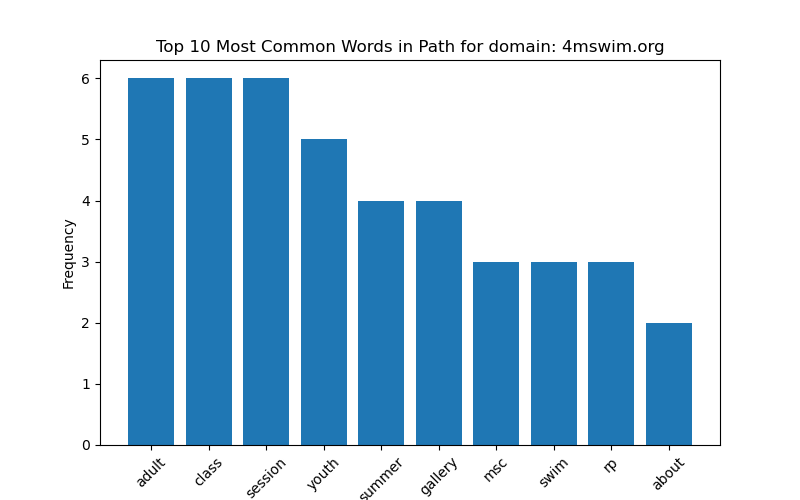 Top 10 Most Common Words in Path for domain: 4mswim.org
6
5
4
3
2
1
0
Frequency
adult
class
session
youth
summer
gallery
msc
swim
rp
about